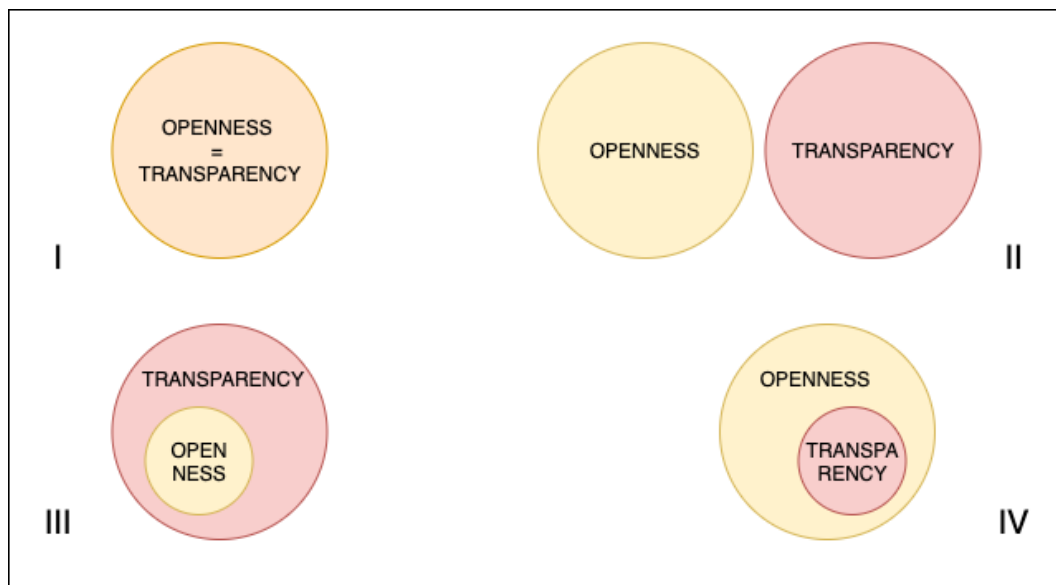 OPENNESS
=
TRANSPARENCY
I
OPENNESS
TRANSPARENCY
II
TRANSPARENCY
OPEN
NESS
III
OPENNESS
TRANSPA
RENCY
IV